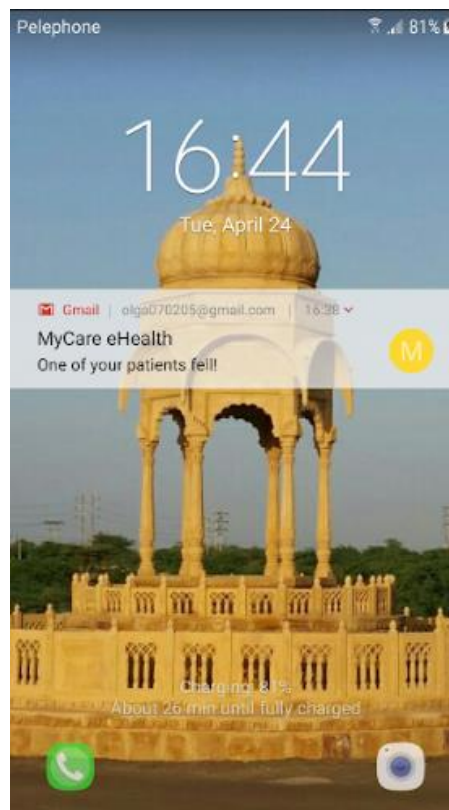 Pelephone 81%
16:44
Tue, April 24
Gmail | olga070205@gmail.com | 16:38
MyCare eHealth
M
One of your patients fell!
Charging: 81%
About 26 min until fully charged